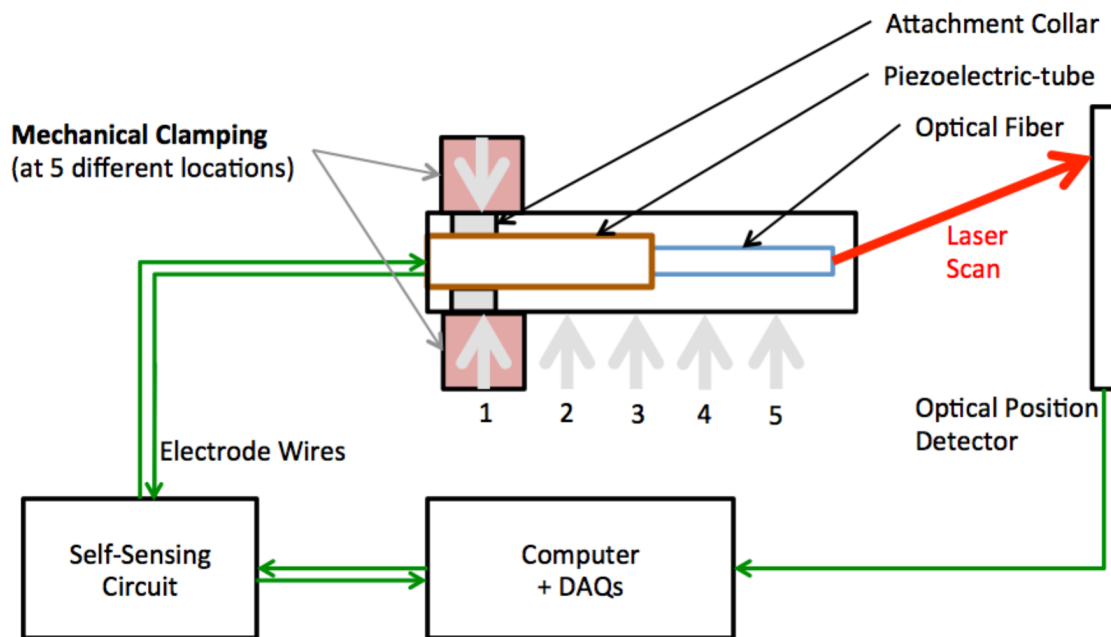 Attachment Collar
Piezoelectric-tube
Optical Fiber
Mechanical Clamping
(at 5 different locations)
Laser
Scan
1 2 3 4 5
Optical Position
Detector
Electrode Wires
Self-Sensing
Circuit
Computer
+ DAQs